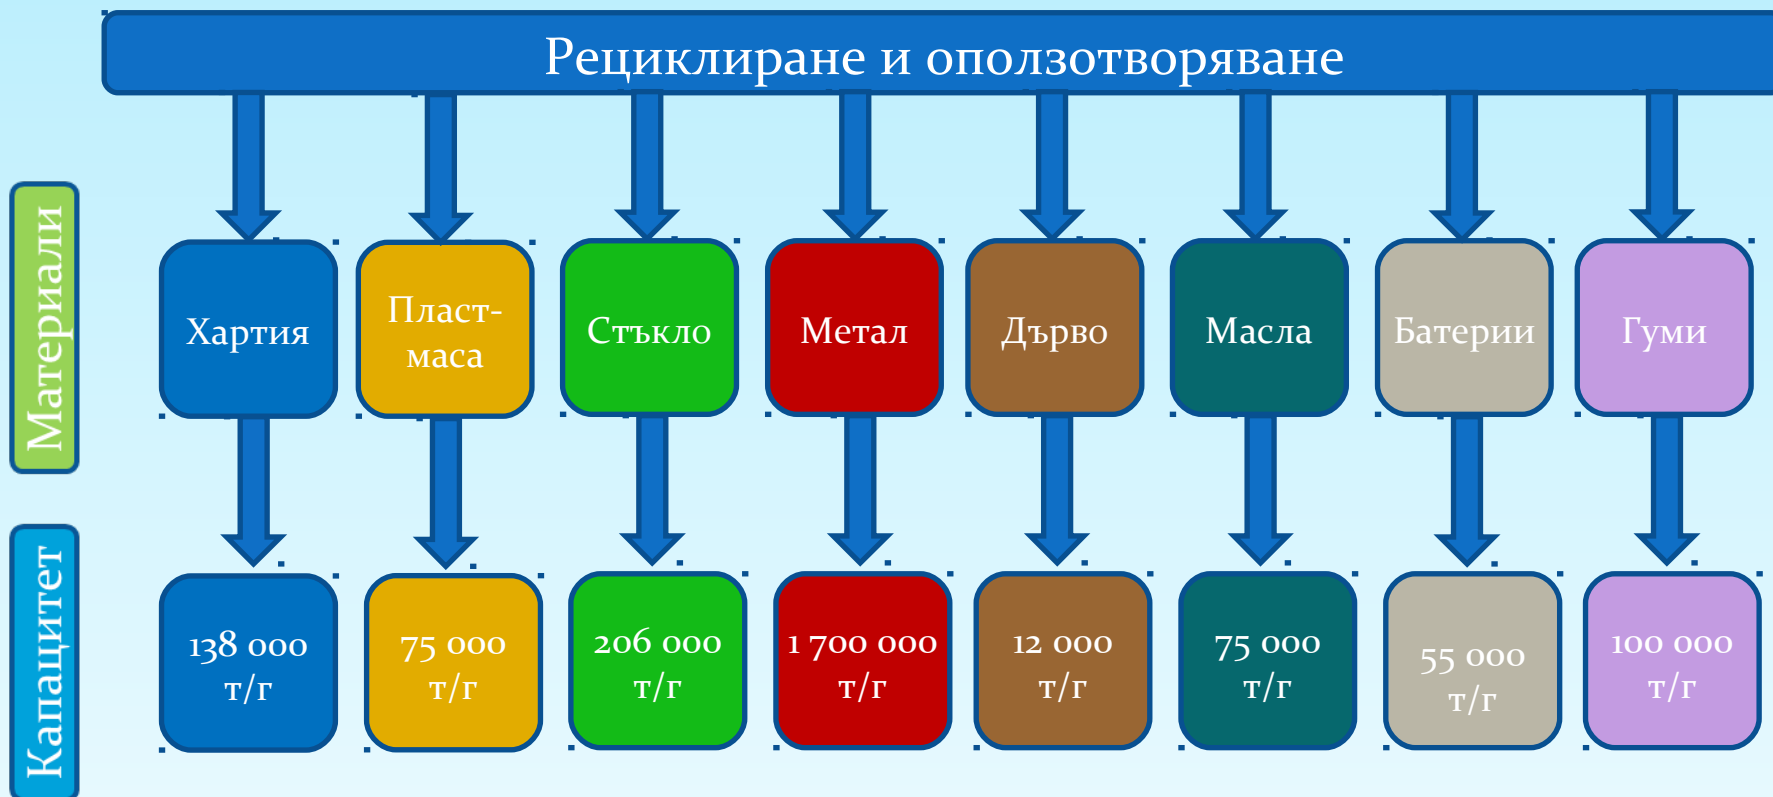 Рециклиране и оползотворяване
Материали
Хартия
Пласт-
маса
Стъкло
Метал
Дърво
Масла
Батерии
Гуми
Капацитет
138 000
т/г
75 000
т/г
206 000
т/г
1 700 000
т/г
12 000
т/г
75 000
т/г
55 000
т/г
100 000
т/г